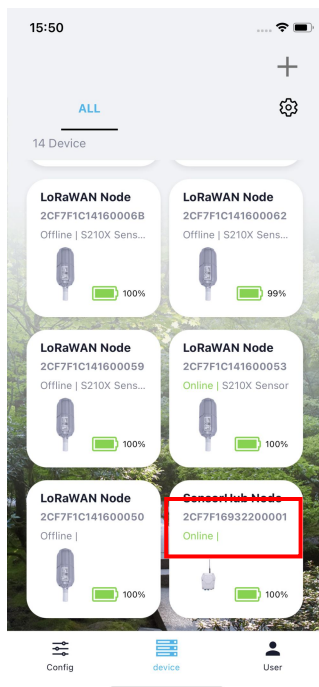 15:50
ALL
14 Device
LoRaWAN Node
2CF7F1C14160006B
Offline | S210X Sens...
100%
LoRaWAN Node
2CF7F1C141600062
Offline | S210X Sens...
99%
LoRaWAN Node
2CF7F1C141600059
Offline | S210X Sens...
100%
LoRaWAN Node
2CF7F1C141600053
Online | S210X Sensor
100%
LoRaWAN Node
2CF7F1C141600050
Offline |
100%
SensorHub Node
2CF7F16932200001
Online |
100%
Config
device
User